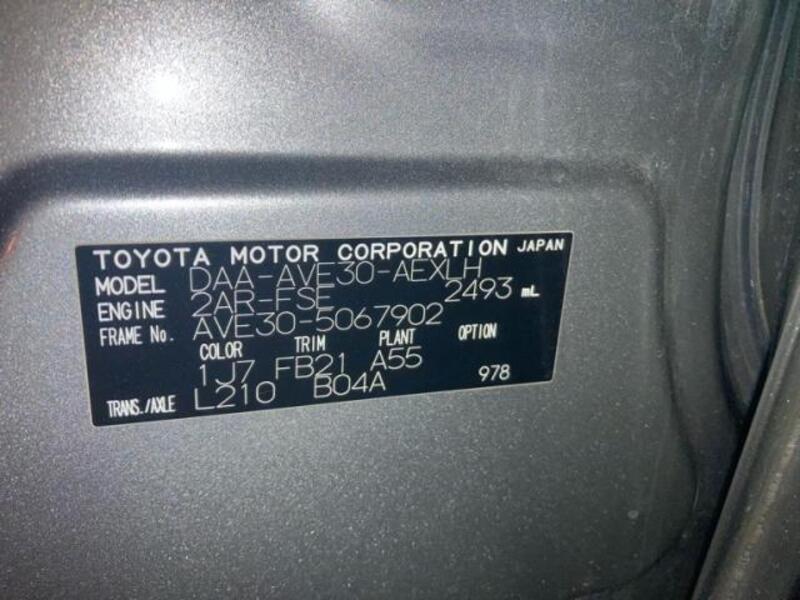 TOYOTA MOTOR CORPORATION JAPAN
MODEL DAA-AVE30-AEXLH
ENGINE 2AR-FSE 2493 mL
FRAME No. AVE30-5067902
COLOR TRIM PLANT OPTION
1J7 FB21 A55
TRANS./AXLE L210 B04A 978